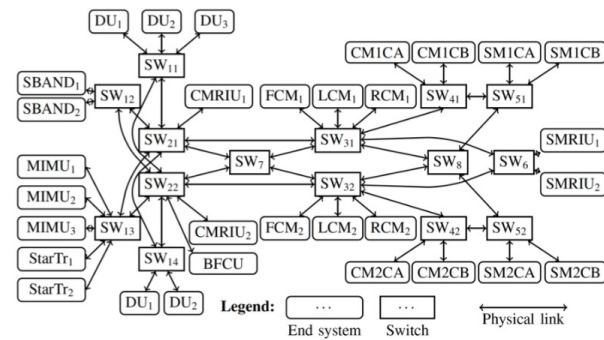 DU₁ DU₂ DU₃
SW₁₁ CM1CA CM1CB SM1CA SM1CB
SBAND₁ SW₁₂ CMRIU₁ FCM₁ LCM₁ RCM₁ SW₄₁ SW₅₁
SBAND₂
SW₂₁ SW₃₁ SMRIU₁
MIMU₁ SW₇ SW₈ SW₆
SW₂₂ SW₃₂ SMRIU₂
MIMU₂
MIMU₃ SW₁₃ CMRIU₂ FCM₂ LCM₂ RCM₂ SW₄₂ SW₅₂
StarTr₁ SW₁₄ BFCU CM2CA CM2CB SM2CA SM2CB
StarTr₂
DU₁ DU₂ Legend: ... ...
End system Switch Physical link